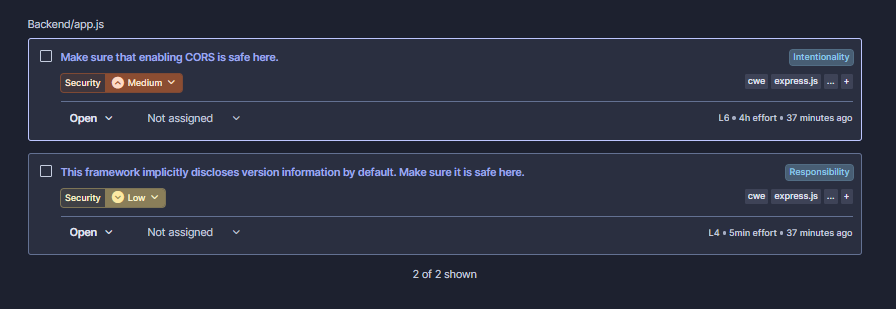 Backend/app.js
Make sure that enabling CORS is safe here.
Intentionality
Security Medium
cwe express.js ... +
Open Not assigned
L6 • 4h effort • 37 minutes ago
This framework implicitly discloses version information by default. Make sure it is safe here.
Responsibility
Security Low
cwe express.js ... +
Open Not assigned
L4 • 5min effort • 37 minutes ago
2 of 2 shown